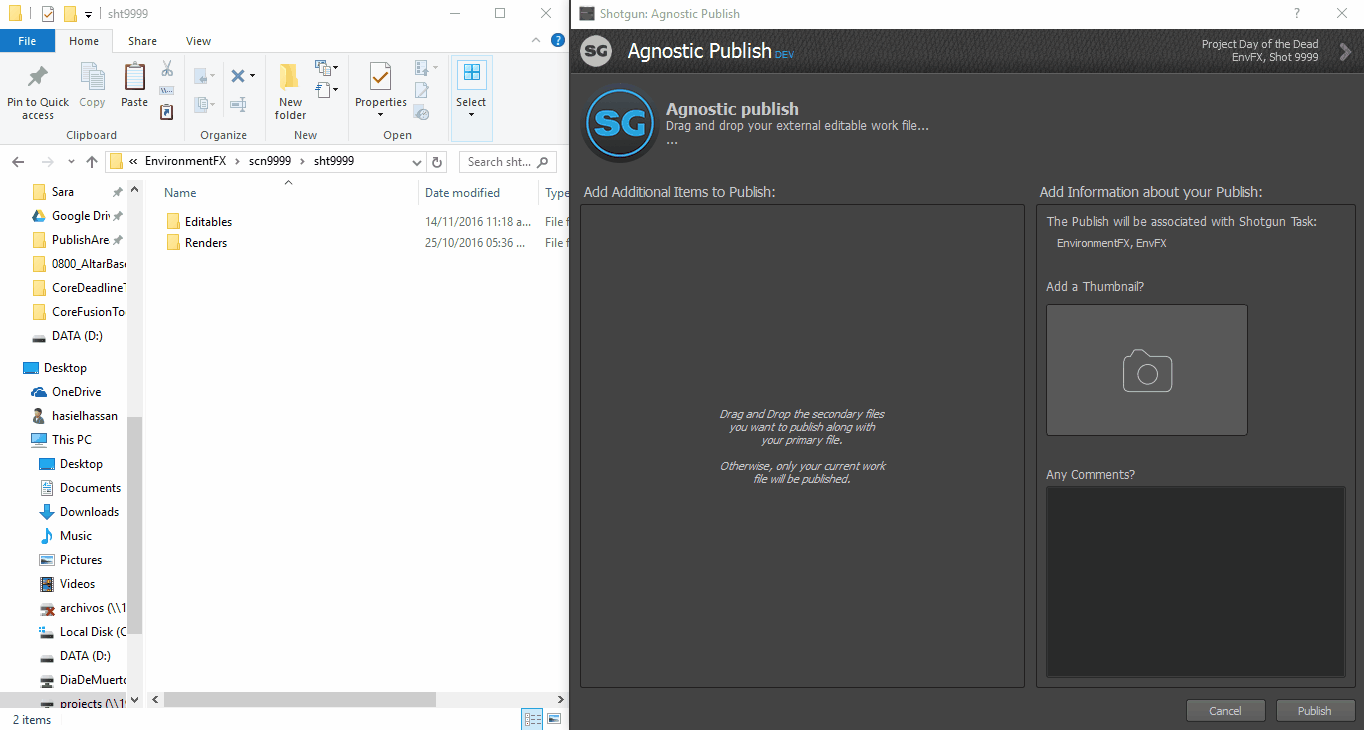 sht9999
File Home Share View
Pin to Quick access
Copy
Paste
Clipboard
Organize
New folder
New
Properties
Open
Select
« EnvironmentFX > scn9999 > sht9999
Search sht...
Sara
Google Dri
PublishAre
0800_AltarBase
CoreDeadlineT
CoreFusionTo
DATA (D:)
Desktop
OneDrive
hasielhassan
This PC
Desktop
Documents
Downloads
Music
Pictures
Videos
archivos (\\1
Local Disk (C
DATA (D:)
DiaDeMuerto
projects (\\1
Name Date modified Type
Editables 14/11/2016 11:18 a... File f
Renders 25/10/2016 05:36 ... File f
2 items
Shotgun: Agnostic Publish
?
SG
Agnostic Publish DEV
Project Day of the Dead
EnvFX, Shot 9999
SG
Agnostic publish
Drag and drop your external editable work file...
...
Add Additional Items to Publish:
Drag and Drop the secondary files
you want to publish along with
your primary file.
Otherwise, only your current work
file will be published.
Add Information about your Publish:
The Publish will be associated with Shotgun Task:
EnvironmentFX, EnvFX
Add a Thumbnail?
Any Comments?
Cancel
Publish